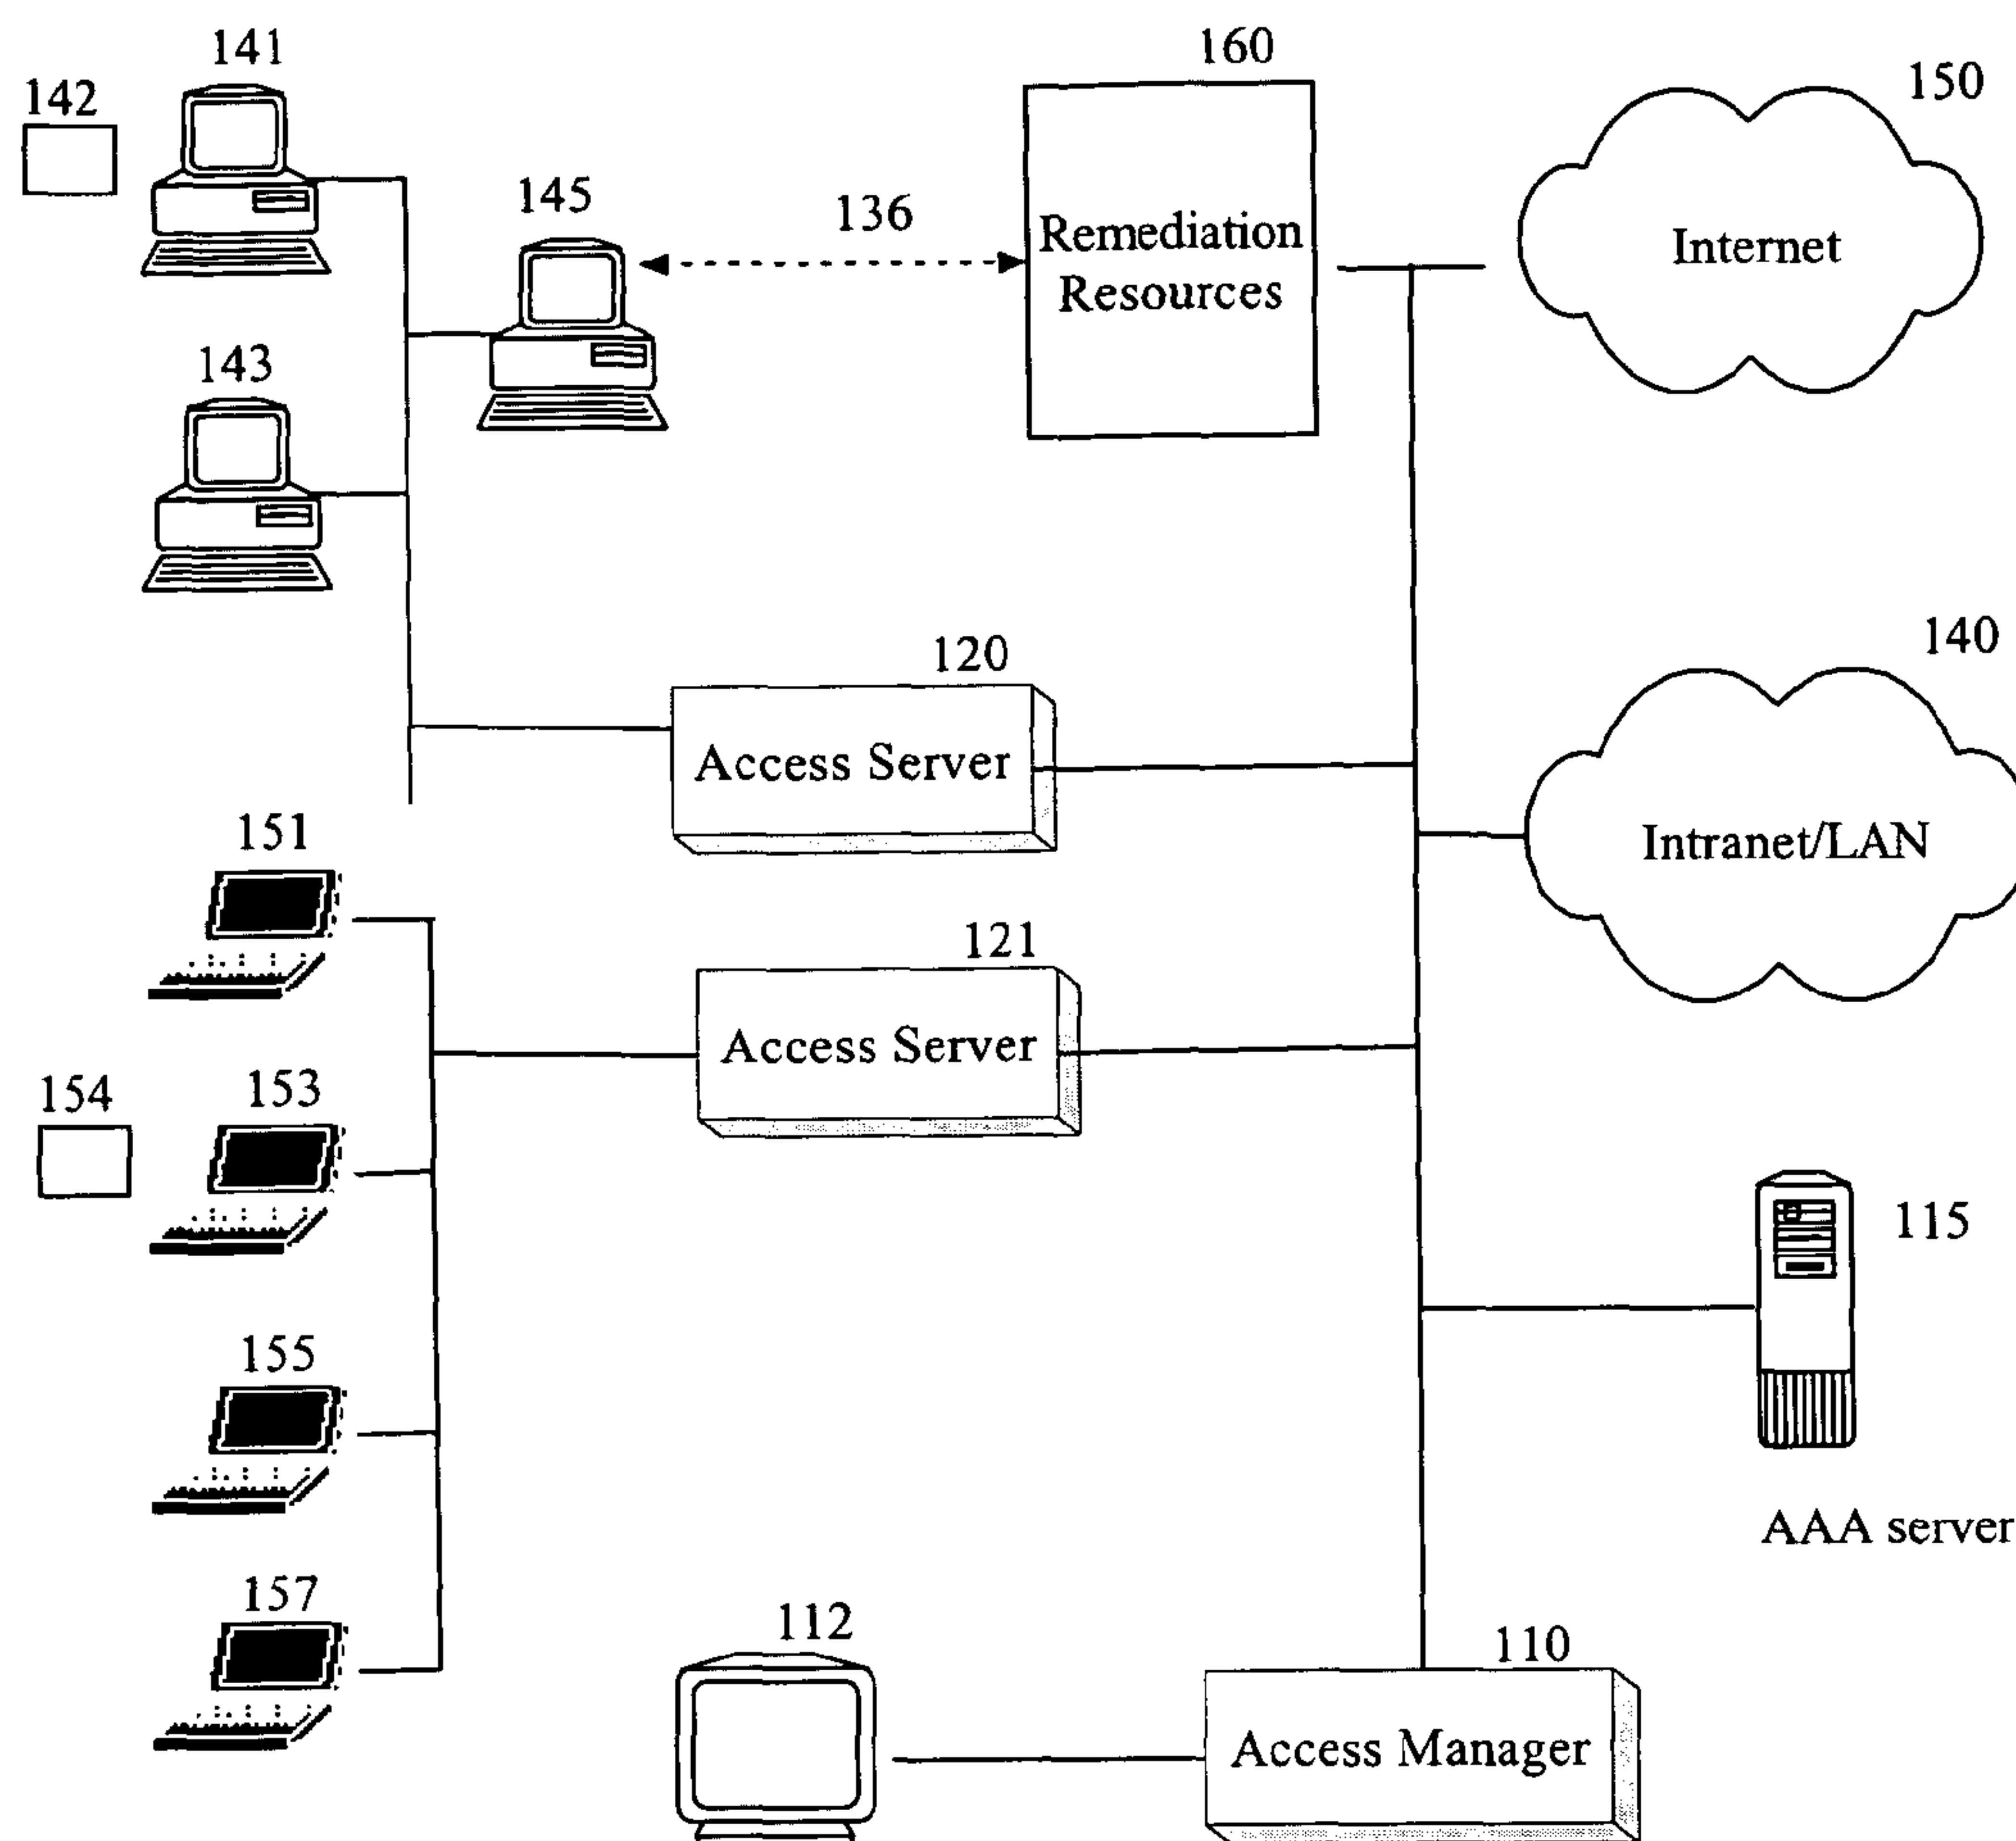 141
160
150
142
145
136
Remediation
Resources
Internet
143
120
140
Access Server
Intranet/LAN
151
121
Access Server
154
153
115
155
AAA server
157
112
110
Access Manager